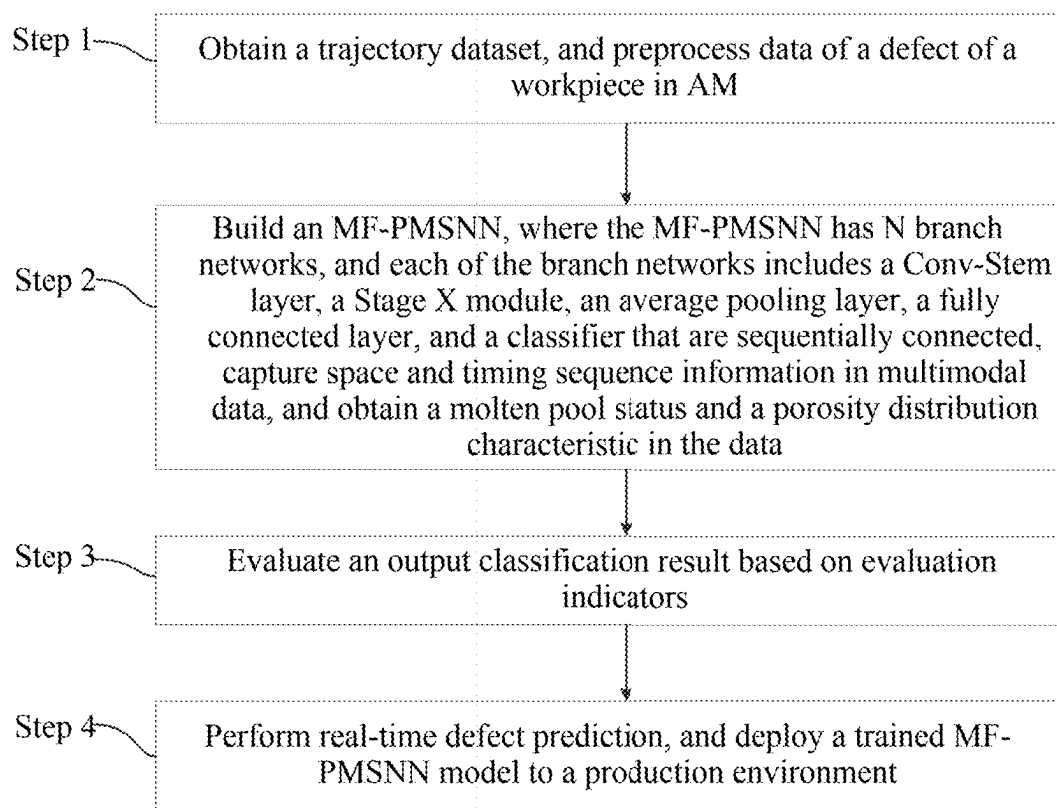 Step 1
Obtain a trajectory dataset, and preprocess data of a defect of a
workpiece in AM
Step 2
Build an MF-PMSNN, where the MF-PMSNN has N branch
networks, and each of the branch networks includes a Conv-Stem
layer, a Stage X module, an average pooling layer, a fully
connected layer, and a classifier that are sequentially connected,
capture space and timing sequence information in multimodal
data, and obtain a molten pool status and a porosity distribution
characteristic in the data
Step 3
Evaluate an output classification result based on evaluation
indicators
Step 4
Perform real-time defect prediction, and deploy a trained MF-
PMSNN model to a production environment